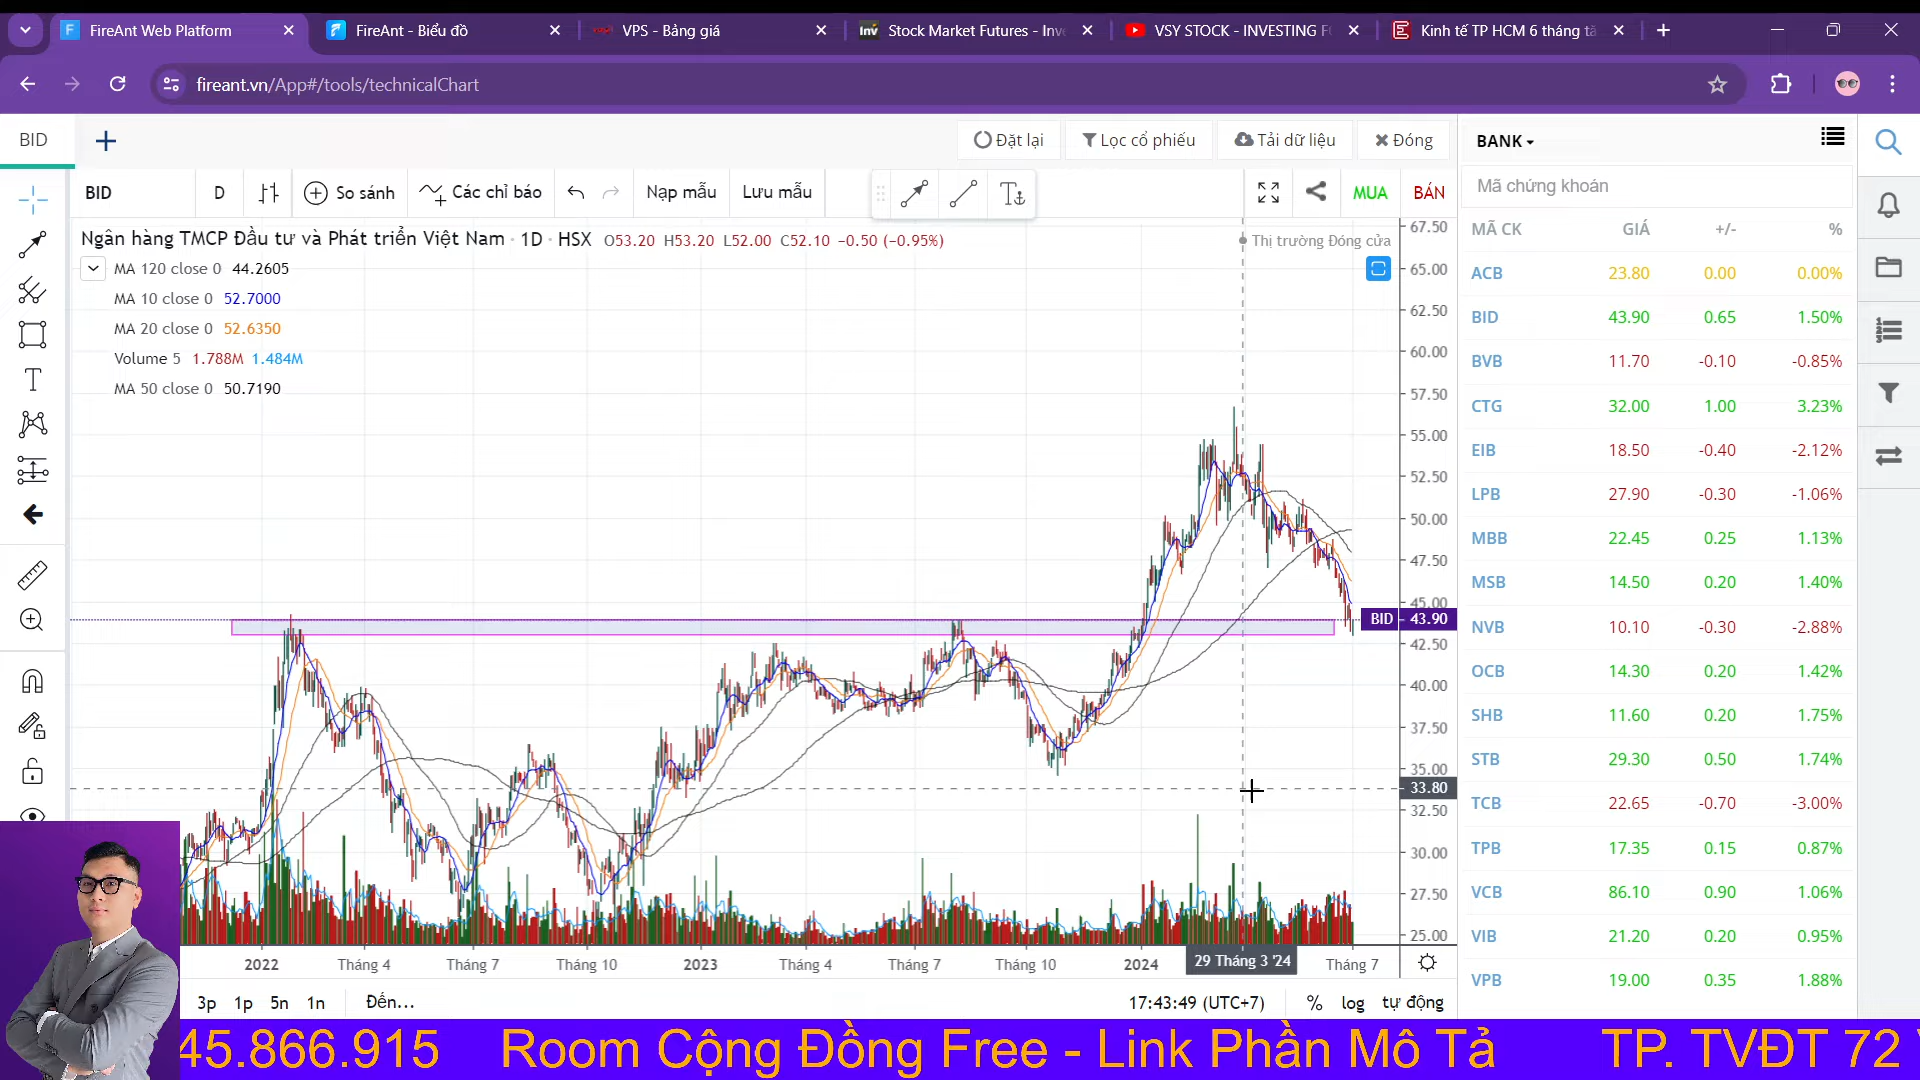 FireAnt Web Platform
FireAnt - Biểu đồ
VPS - Bảng giá
Stock Market Futures - Inve
VSY STOCK - INVESTING F
Kinh tế TP HCM 6 tháng
fireant.vn/App#/tools/technicalChart
BID
Đặt lại
Lọc cổ phiếu
Tải dữ liệu
Đóng
BID
D
So sánh
Các chỉ báo
Nạp mẫu
Lưu mẫu
MUA
BÁN
Ngân hàng TMCP Đầu tư và Phát triển Việt Nam · 1D · HSX O53.20 H53.20 L52.00 C52.10 −0.50 (−0.95%)
Thị trường Đóng cửa
MA 120 close 0 44.2605
MA 10 close 0 52.7000
MA 20 close 0 52.6350
Volume 5 1.788M 1.484M
MA 50 close 0 50.7190
67.50
65.00
62.50
60.00
57.50
55.00
52.50
50.00
47.50
45.00
BID 43.90
42.50
40.00
37.50
35.00
33.80
32.50
30.00
27.50
25.00
2022
Tháng 4
Tháng 7
Tháng 10
2023
Tháng 4
Tháng 7
Tháng 10
2024
29 Tháng 3 '24
Tháng 7
3p 1p 5n 1n Đến...
17:43:49 (UTC+7) % log tự động
BANK
Mã chứng khoán
MÃ CK GIÁ +/- %
ACB 23.80 0.00 0.00%
BID 43.90 0.65 1.50%
BVB 11.70 -0.10 -0.85%
CTG 32.00 1.00 3.23%
EIB 18.50 -0.40 -2.12%
LPB 27.90 -0.30 -1.06%
MBB 22.45 0.25 1.13%
MSB 14.50 0.20 1.40%
NVB 10.10 -0.30 -2.88%
OCB 14.30 0.20 1.42%
SHB 11.60 0.20 1.75%
STB 29.30 0.50 1.74%
TCB 22.65 -0.70 -3.00%
TPB 17.35 0.15 0.87%
VCB 86.10 0.90 1.06%
VIB 21.20 0.20 0.95%
VPB 19.00 0.35 1.88%
45.866.915 Room Cộng Đồng Free - Link Phần Mô Tả TP. TVĐT 72